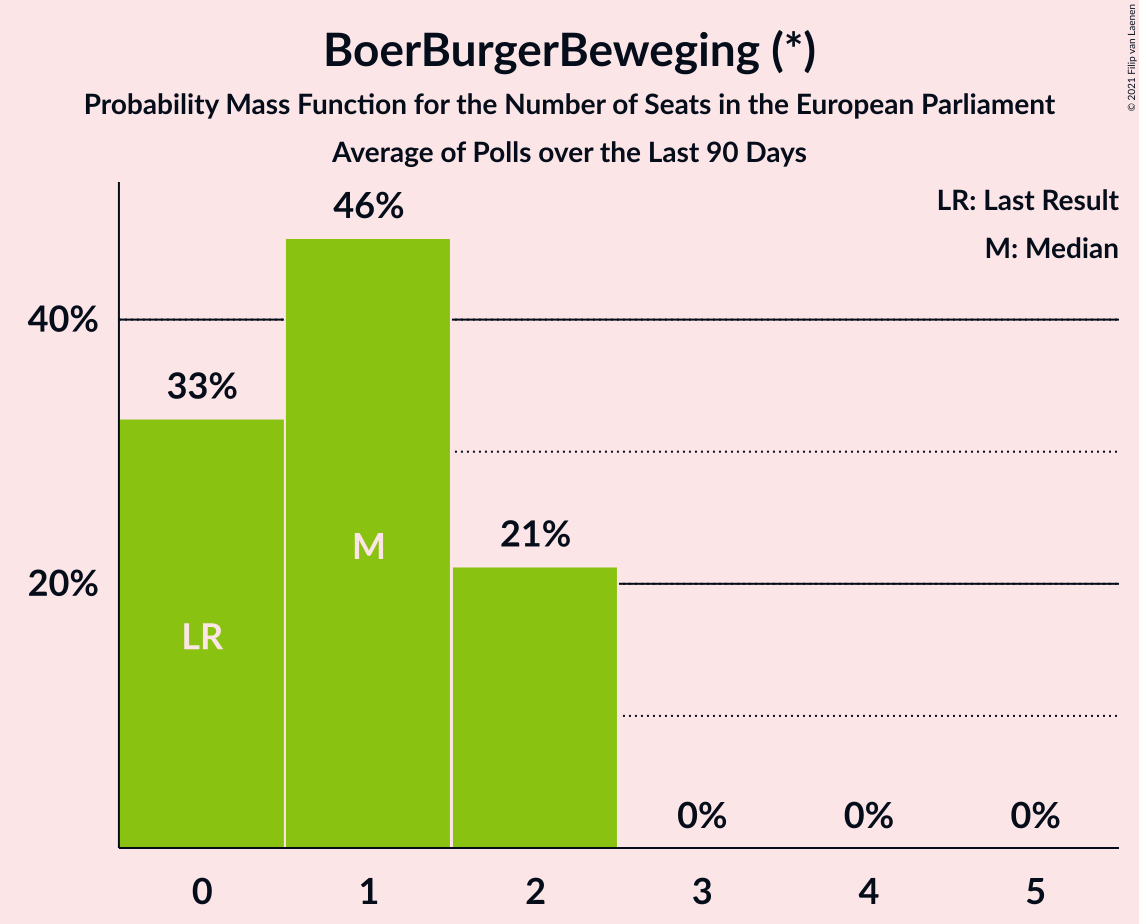 BoerBurgerBeweging (*)
Probability Mass Function for the Number of Seats in the European Parliament
Average of Polls over the Last 90 Days
© 2021 Filip van Laenen
LR: Last Result
M: Median
46%
40%
33%
M
21%
20%
LR
0%
0%
0%
0
1
2
3
4
5